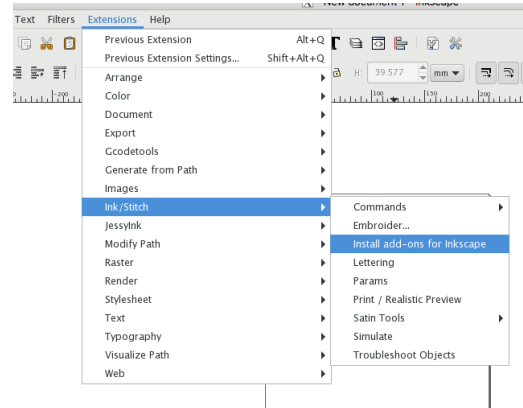 New document 1 - Inkscape
Text Filters Extensions Help
Previous Extension Alt+Q
Previous Extension Settings... Shift+Alt+Q
H: 39.577 mm
-200 100 150 200
Arrange
Color
Document
Export
Gcodetools
Generate from Path
Images
Ink/Stitch
JessyInk
Modify Path
Raster
Render
Stylesheet
Text
Typography
Visualize Path
Web
Commands
Embroider...
Install add-ons for Inkscape
Lettering
Params
Print / Realistic Preview
Satin Tools
Simulate
Troubleshoot Objects